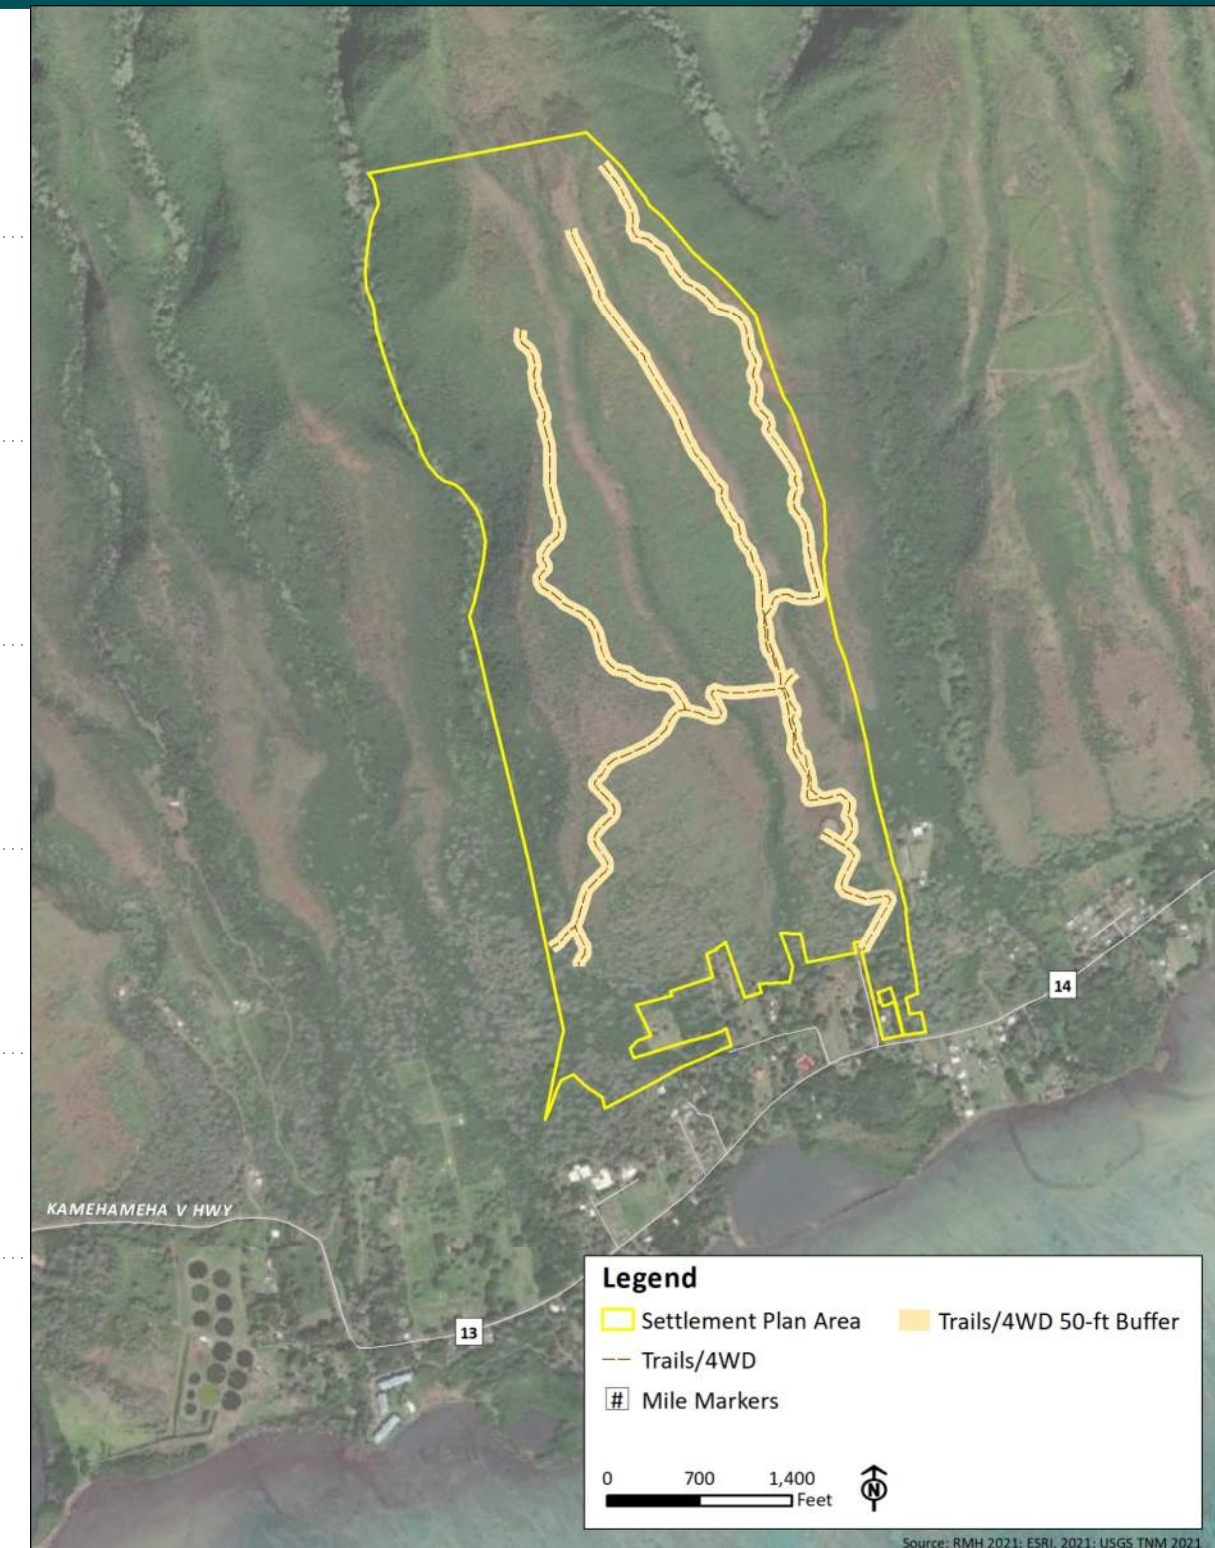 14
KAMEHAMEHA V HWY
13
Legend
Settlement Plan Area
Trails/4WD 50-ft Buffer
Trails/4WD
# Mile Markers
0 700 1,400
Feet
N
Source: RMH 2021; ESRI, 2021; USGS TNM 2021